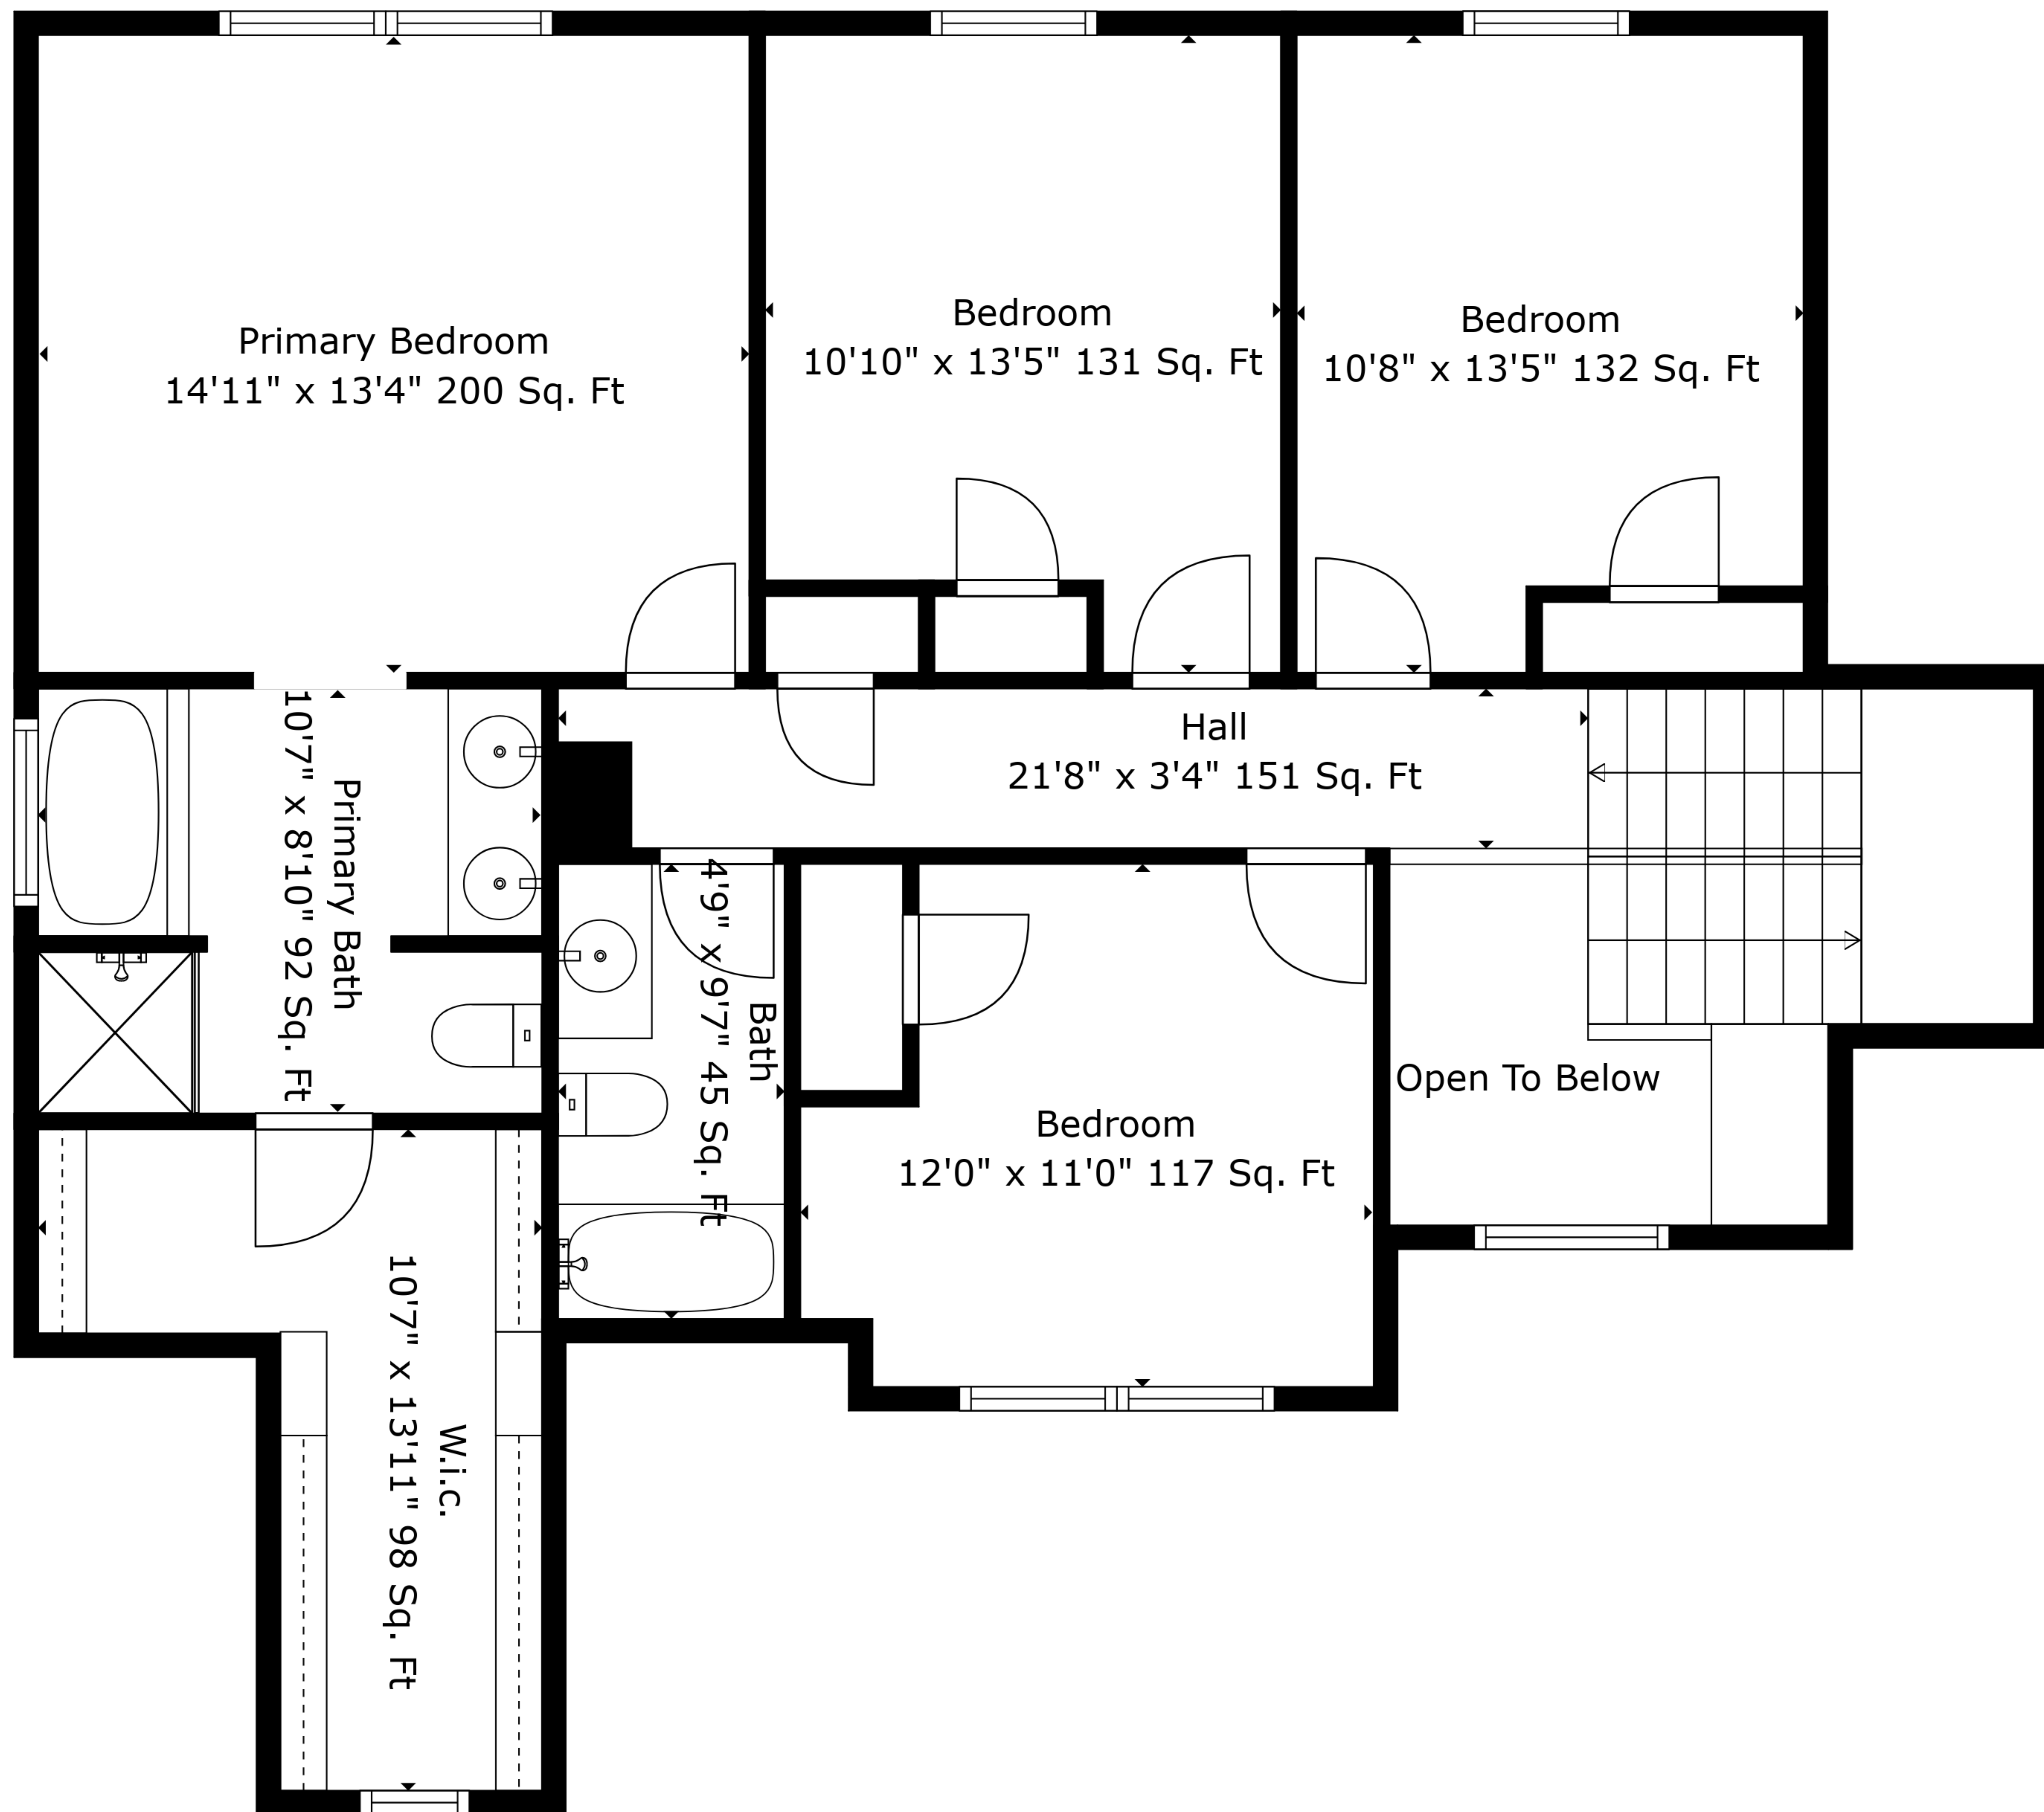 Primary Bedroom
14'11" x 13'4" 200 Sq. Ft
Bedroom
10'10" x 13'5" 131 Sq. Ft
Bedroom
10'8" x 13'5" 132 Sq. Ft
Hall
21'8" x 3'4" 151 Sq. Ft
Primary Bath
10'7" x 8'10" 92 Sq. Ft
Bath
4'9" x 9'7" 45 Sq. Ft
Bedroom
12'0" x 11'0" 117 Sq. Ft
Open To Below
W.i.c.
10'7" x 13'11" 98 Sq. Ft